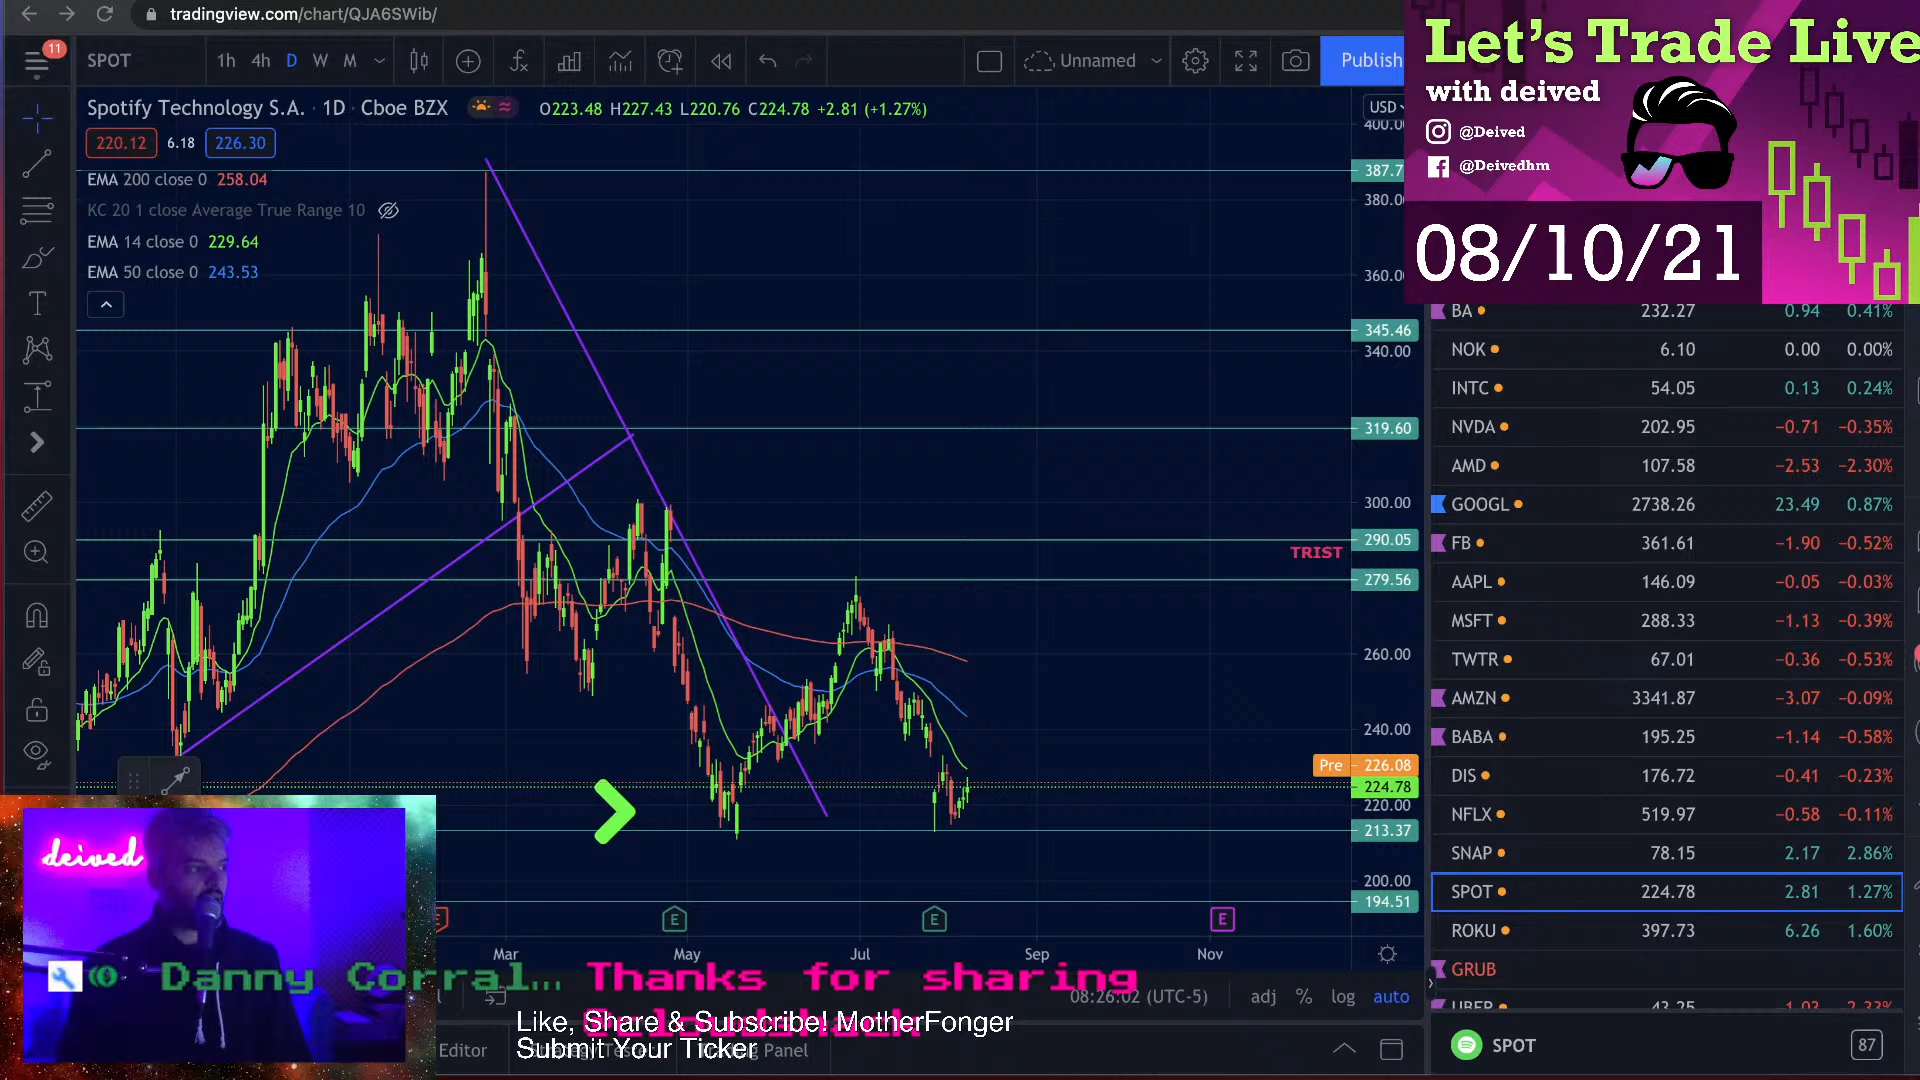 tradingview.com/chart/QJA6SWib/
11
SPOT
1h 4h D W M
Unnamed
Publish
Spotify Technology S.A. · 1D · Cboe BZX
O223.48 H227.43 L220.76 C224.78 +2.81 (+1.27%)
USD
220.12 6.18 226.30
EMA 200 close 0 258.04
KC 20 1 close Average True Range 10
EMA 14 close 0 229.64
EMA 50 close 0 243.53
400.0
387.7
380.0
360.0
345.46
340.00
319.60
300.00
290.05
TRIST
279.56
260.00
240.00
Pre 226.08
224.78
220.00
213.37
200.00
194.51
E E E E
Mar May Jul Sep Nov
08:26:02 (UTC-5) adj % log auto
Let's Trade Live
with deived
@Deived
@Deivedhm
08/10/21
BA 232.27 0.94 0.41%
NOK 6.10 0.00 0.00%
INTC 54.05 0.13 0.24%
NVDA 202.95 −0.71 −0.35%
AMD 107.58 −2.53 −2.30%
GOOGL 2738.26 23.49 0.87%
FB 361.61 −1.90 −0.52%
AAPL 146.09 −0.05 −0.03%
MSFT 288.33 −1.13 −0.39%
TWTR 67.01 −0.36 −0.53%
AMZN 3341.87 −3.07 −0.09%
BABA 195.25 −1.14 −0.58%
DIS 176.72 −0.41 −0.23%
NFLX 519.97 −0.58 −0.11%
SNAP 78.15 2.17 2.86%
SPOT 224.78 2.81 1.27%
ROKU 397.73 6.26 1.60%
GRUB
UBER 43.25 −1.03 −2.33%
SPOT 87
deived
Danny Corral... Thanks for sharing
Like, Share & Subscribe! MotherFonger
Submit Your Ticker
Editor
Panel